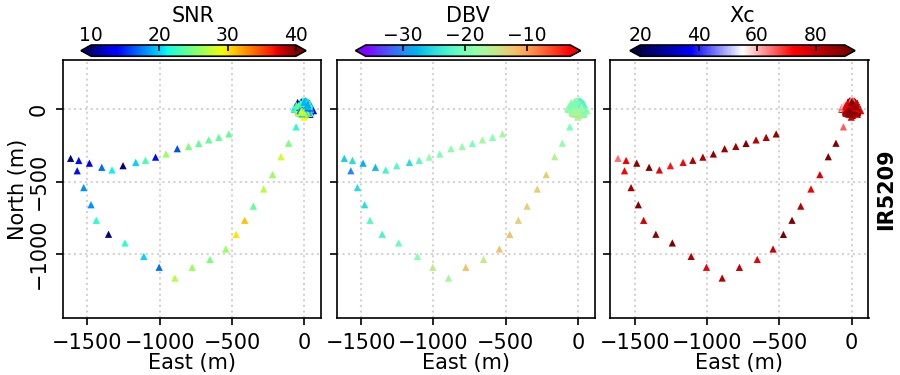 SNR DBV Xc
10 20 30 40 −30 −20 −10 20 40 60 80
0
−500
−1000
North (m)
IR5209
−1500 −1000 −500 0 −1500 −1000 −500 0 −1500 −1000 −500 0
East (m) East (m) East (m)